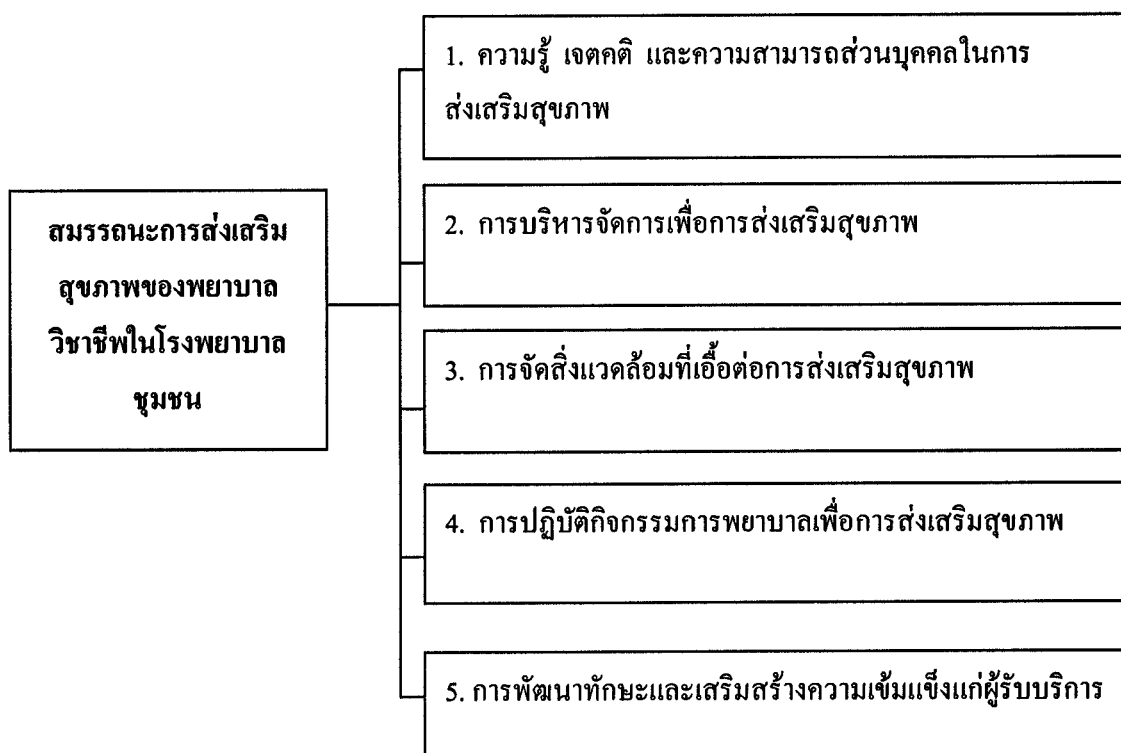 สมรรถนะการส่งเสริม
สุขภาพของพยาบาล
วิชาชีพในโรงพยาบาล
ชุมชน
1. ความรู้ เจตคติ และความสามารถส่วนบุคคลในการ
ส่งเสริมสุขภาพ
2. การบริหารจัดการเพื่อการส่งเสริมสุขภาพ
3. การจัดสิ่งแวดล้อมที่เอื้อต่อการส่งเสริมสุขภาพ
4. การปฏิบัติกิจกรรมการพยาบาลเพื่อการส่งเสริมสุขภาพ
5. การพัฒนาทักษะและเสริมสร้างความเข้มแข็งแก่ผู้รับบริการ